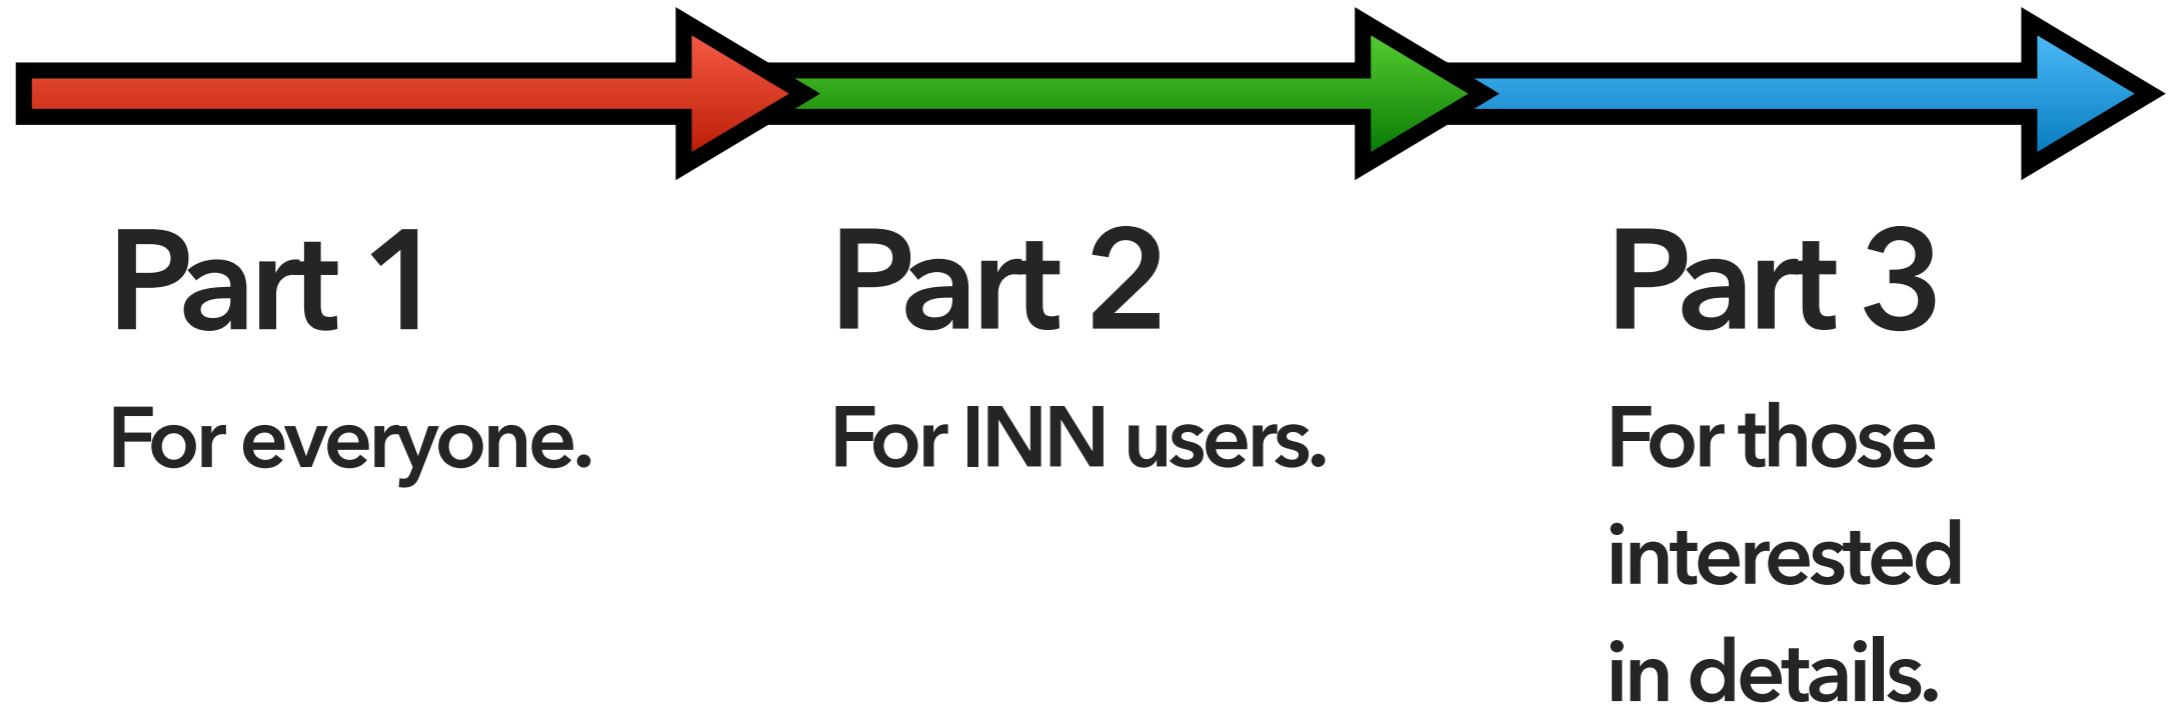 Part 1
For everyone.
Part 2
For INN users.
Part 3
For those
interested
in details.